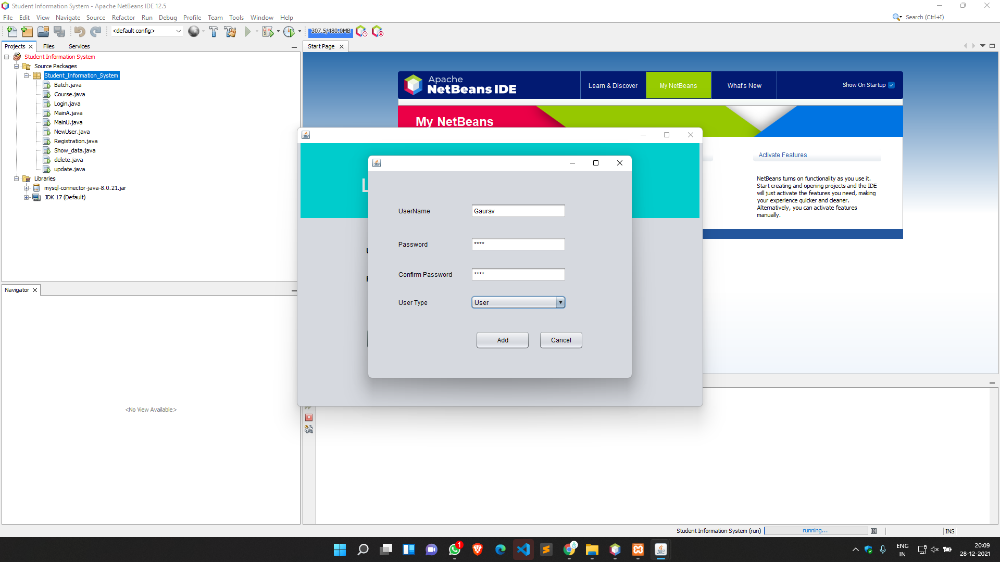 Student Information System - Apache NetBeans IDE 12.5
File Edit View Navigate Source Refactor Run Debug Profile Team Tools Window Help
Search (Ctrl+I)
<default config>
307.5/480.0MB
Projects Files Services
Start Page
Student Information System
Source Packages
Student_Information_System
Batch.java
Course.java
Login.java
MainA.java
MainU.java
NewUser.java
Registration.java
Show_data.java
delete.java
update.java
Libraries
mysql-connector-java-8.0.21.jar
JDK 17 (Default)
Navigator
<No View Available>
Apache
NetBeans IDE
Learn & Discover
My NetBeans
What's New
Show On Startup
My NetBeans
Activate Features
NetBeans turns on functionality as you use it.
Start creating and opening projects and the IDE
will just activate the features you need, making
your experience quicker and cleaner.
Alternatively, you can activate features
manually.
L
UserName
Gaurav
Password
****
Confirm Password
****
User Type
User
Add
Cancel
Student Information System (run)
running...
INS
1
ENG
IN
20:09
28-12-2021